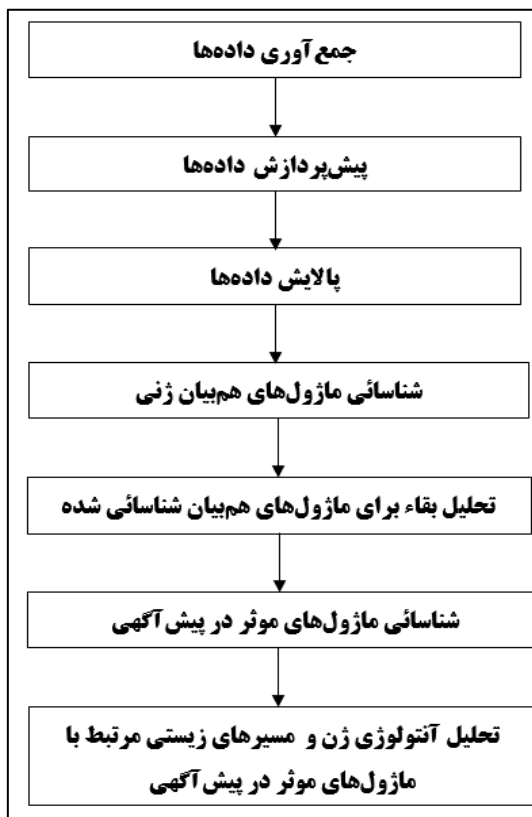 جمع‌آوری داده‌ها
پیش‌پردازش داده‌ها
پالایش داده‌ها
شناسائی ماژول‌های هم‌بیان ژنی
تحلیل بقاء برای ماژول‌های هم‌بیان شناسائی شده
شناسائی ماژول‌های موثر در پیش‌آگهی
تحلیل آنتولوژی ژن و مسیرهای زیستی مرتبط با
ماژول‌های موثر در پیش‌آگهی